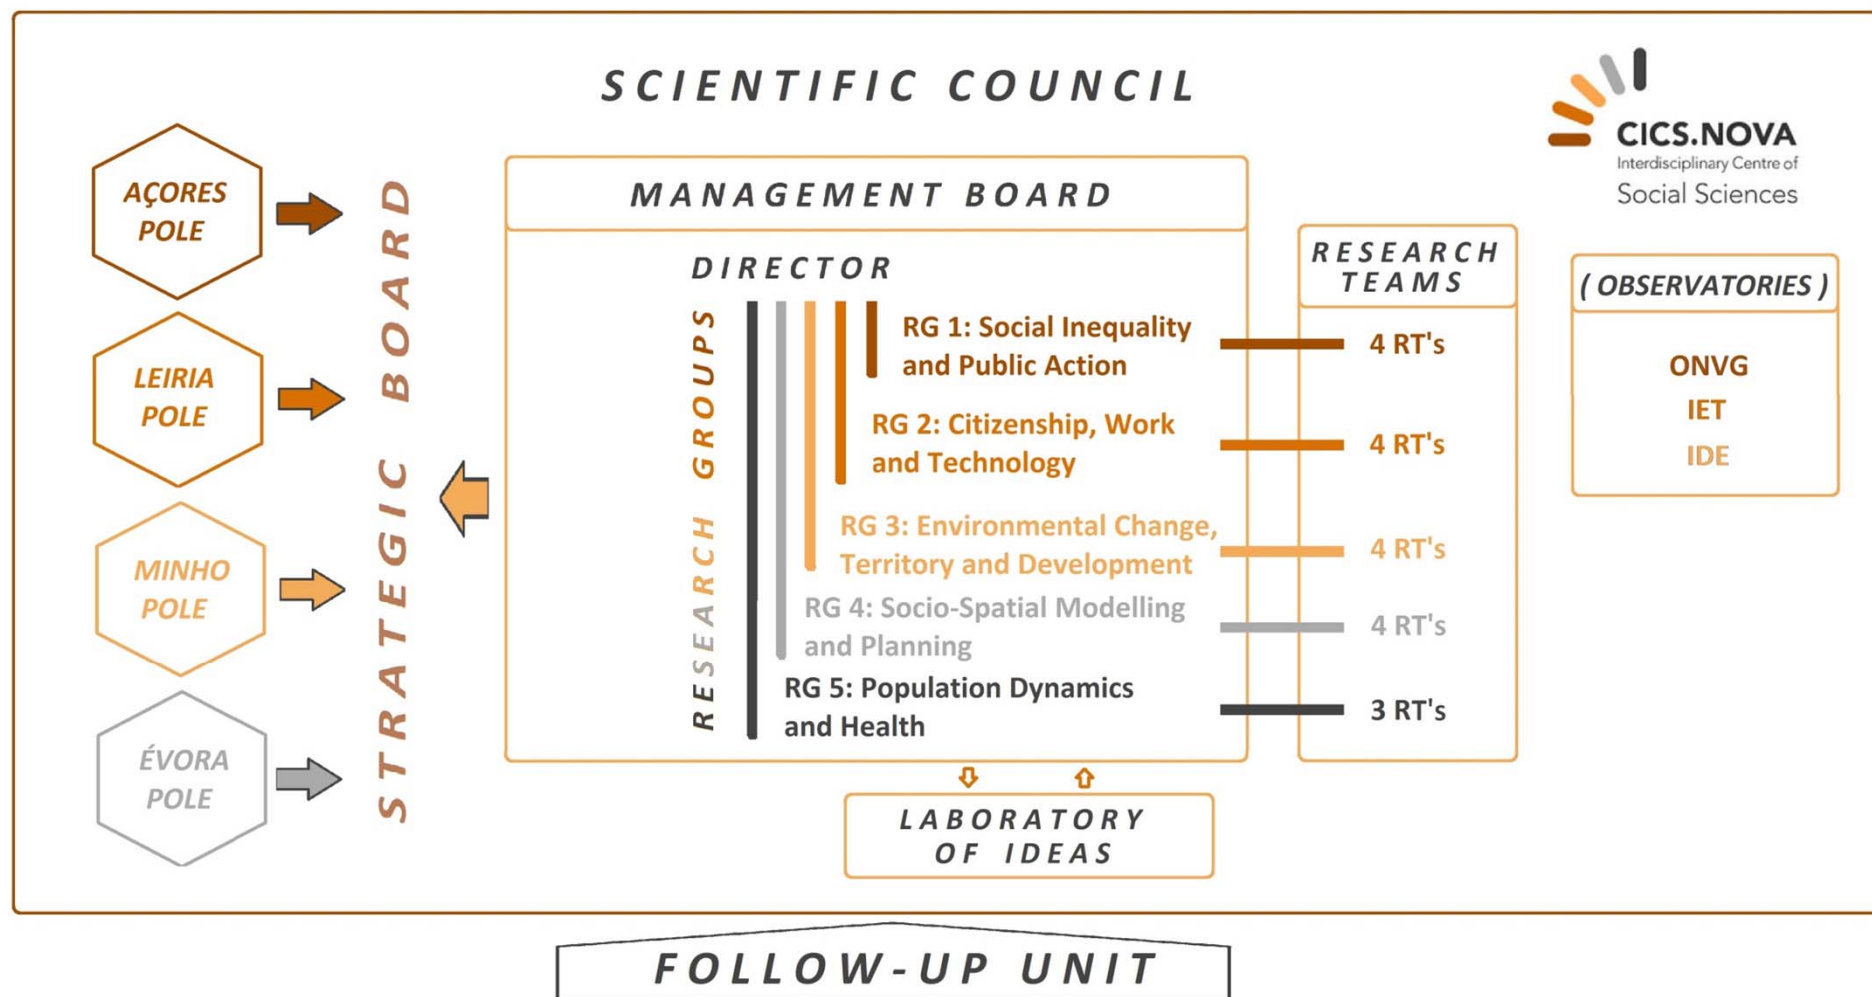 SCIENTIFIC COUNCIL
CICS.NOVA
Interdisciplinary Centre of
Social Sciences
AÇORES
POLE
LEIRIA
POLE
MINHO
POLE
ÉVORA
POLE
STRATEGIC BOARD
MANAGEMENT BOARD
DIRECTOR
RESEARCH GROUPS
RG 1: Social Inequality
and Public Action
RG 2: Citizenship, Work
and Technology
RG 3: Environmental Change,
Territory and Development
RG 4: Socio-Spatial Modelling
and Planning
RG 5: Population Dynamics
and Health
RESEARCH
TEAMS
4 RT's
4 RT's
4 RT's
4 RT's
3 RT's
( OBSERVATORIES )
ONVG
IET
IDE
LABORATORY
OF IDEAS
FOLLOW-UP UNIT